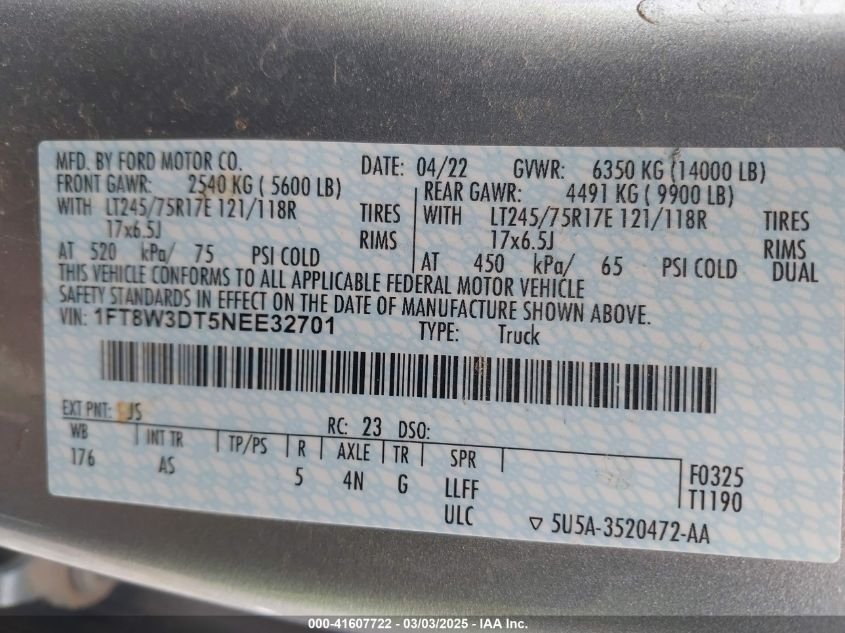 MFD. BY FORD MOTOR CO. DATE: 04/22 GVWR: 6350 KG (14000 LB)
FRONT GAWR: 2540 KG ( 5600 LB) REAR GAWR: 4491 KG ( 9900 LB)
WITH LT245/75R17E 121/118R TIRES WITH LT245/75R17E 121/118R TIRES
17x6.5J RIMS 17x6.5J RIMS
AT 520 kPa/ 75 PSI COLD AT 450 kPa/ 65 PSI COLD DUAL
THIS VEHICLE CONFORMS TO ALL APPLICABLE FEDERAL MOTOR VEHICLE
SAFETY STANDARDS IN EFFECT ON THE DATE OF MANUFACTURE SHOWN ABOVE.
VIN: 1FT8W3DT5NEE32701 TYPE: Truck
EXT PNT: JS RC: 23 DSO:
WB INT TR TP/PS R AXLE TR SPR
176 AS 5 4N G LLFF F0325
ULC T1190
▽ 5U5A-3520472-AA
000-41607722 - 03/03/2025 - IAA Inc.